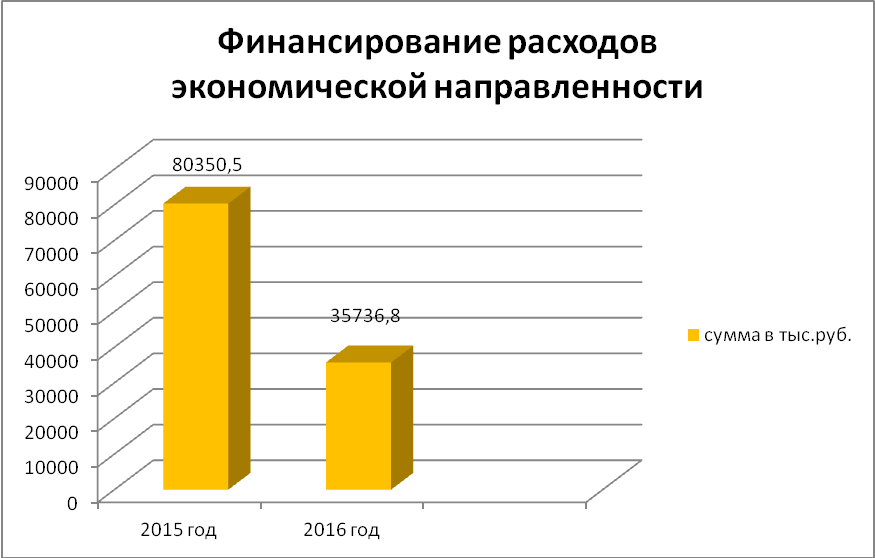 Финансирование расходов
экономической направленности
80350,5
35736,8
90000
80000
70000
60000
50000
40000
30000
20000
10000
0
2015 год
2016 год
сумма в тыс.руб.